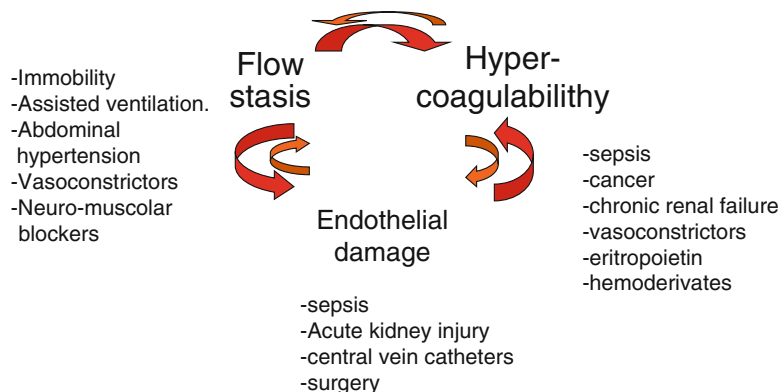 Flow
stasis
-Immobility
-Assisted ventilation.
-Abdominal
hypertension
-Vasoconstrictors
-Neuro-muscolar
blockers
Hyper-
coagulabilithy
-sepsis
-cancer
-chronic renal failure
-vasoconstrictors
-eritropoietin
-hemoderivates
Endothelial
damage
-sepsis
-Acute kidney injury
-central vein catheters
-surgery